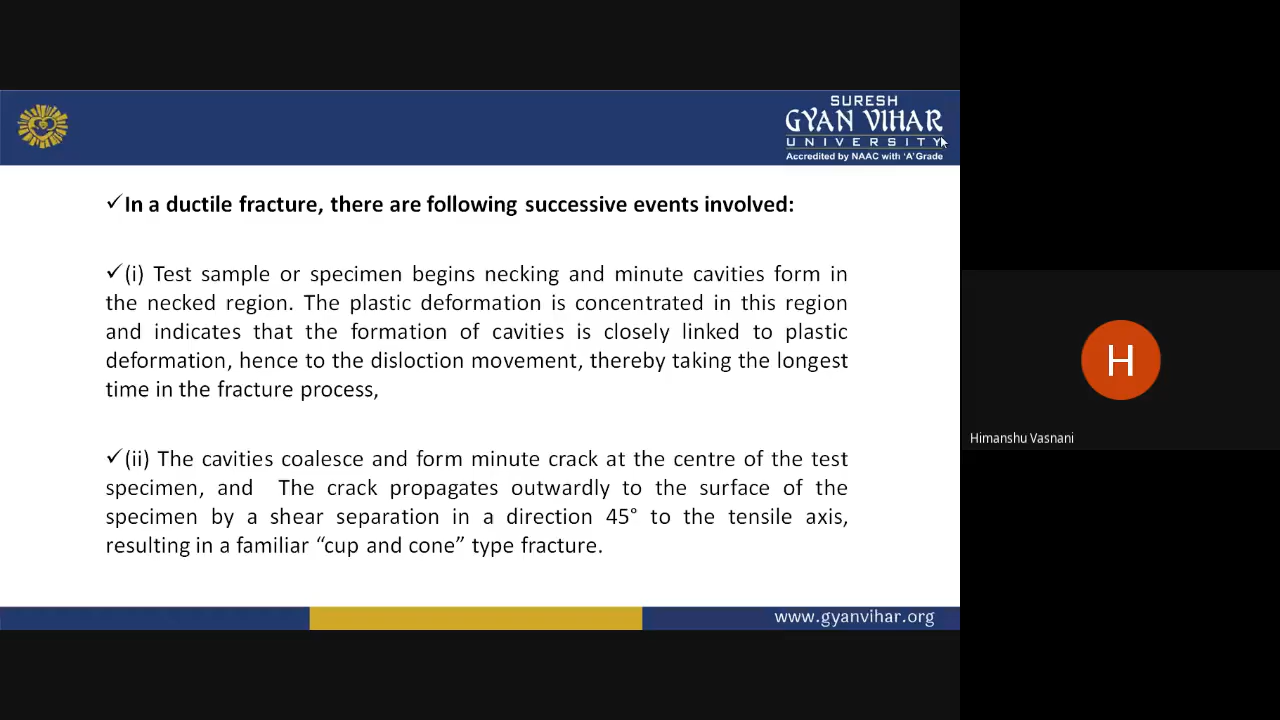 SURESH
GYAN VIHAR
UNIVERSITY
Accredited by NAAC with 'A' Grade
✓In a ductile fracture, there are following successive events involved:
✓(i) Test sample or specimen begins necking and minute cavities form in
the necked region. The plastic deformation is concentrated in this region
and indicates that the formation of cavities is closely linked to plastic
deformation, hence to the disloction movement, thereby taking the longest
time in the fracture process,
✓(ii) The cavities coalesce and form minute crack at the centre of the test
specimen, and The crack propagates outwardly to the surface of the
specimen by a shear separation in a direction 45° to the tensile axis,
resulting in a familiar “cup and cone” type fracture.
www.gyanvihar.org
H
Himanshu Vasnani